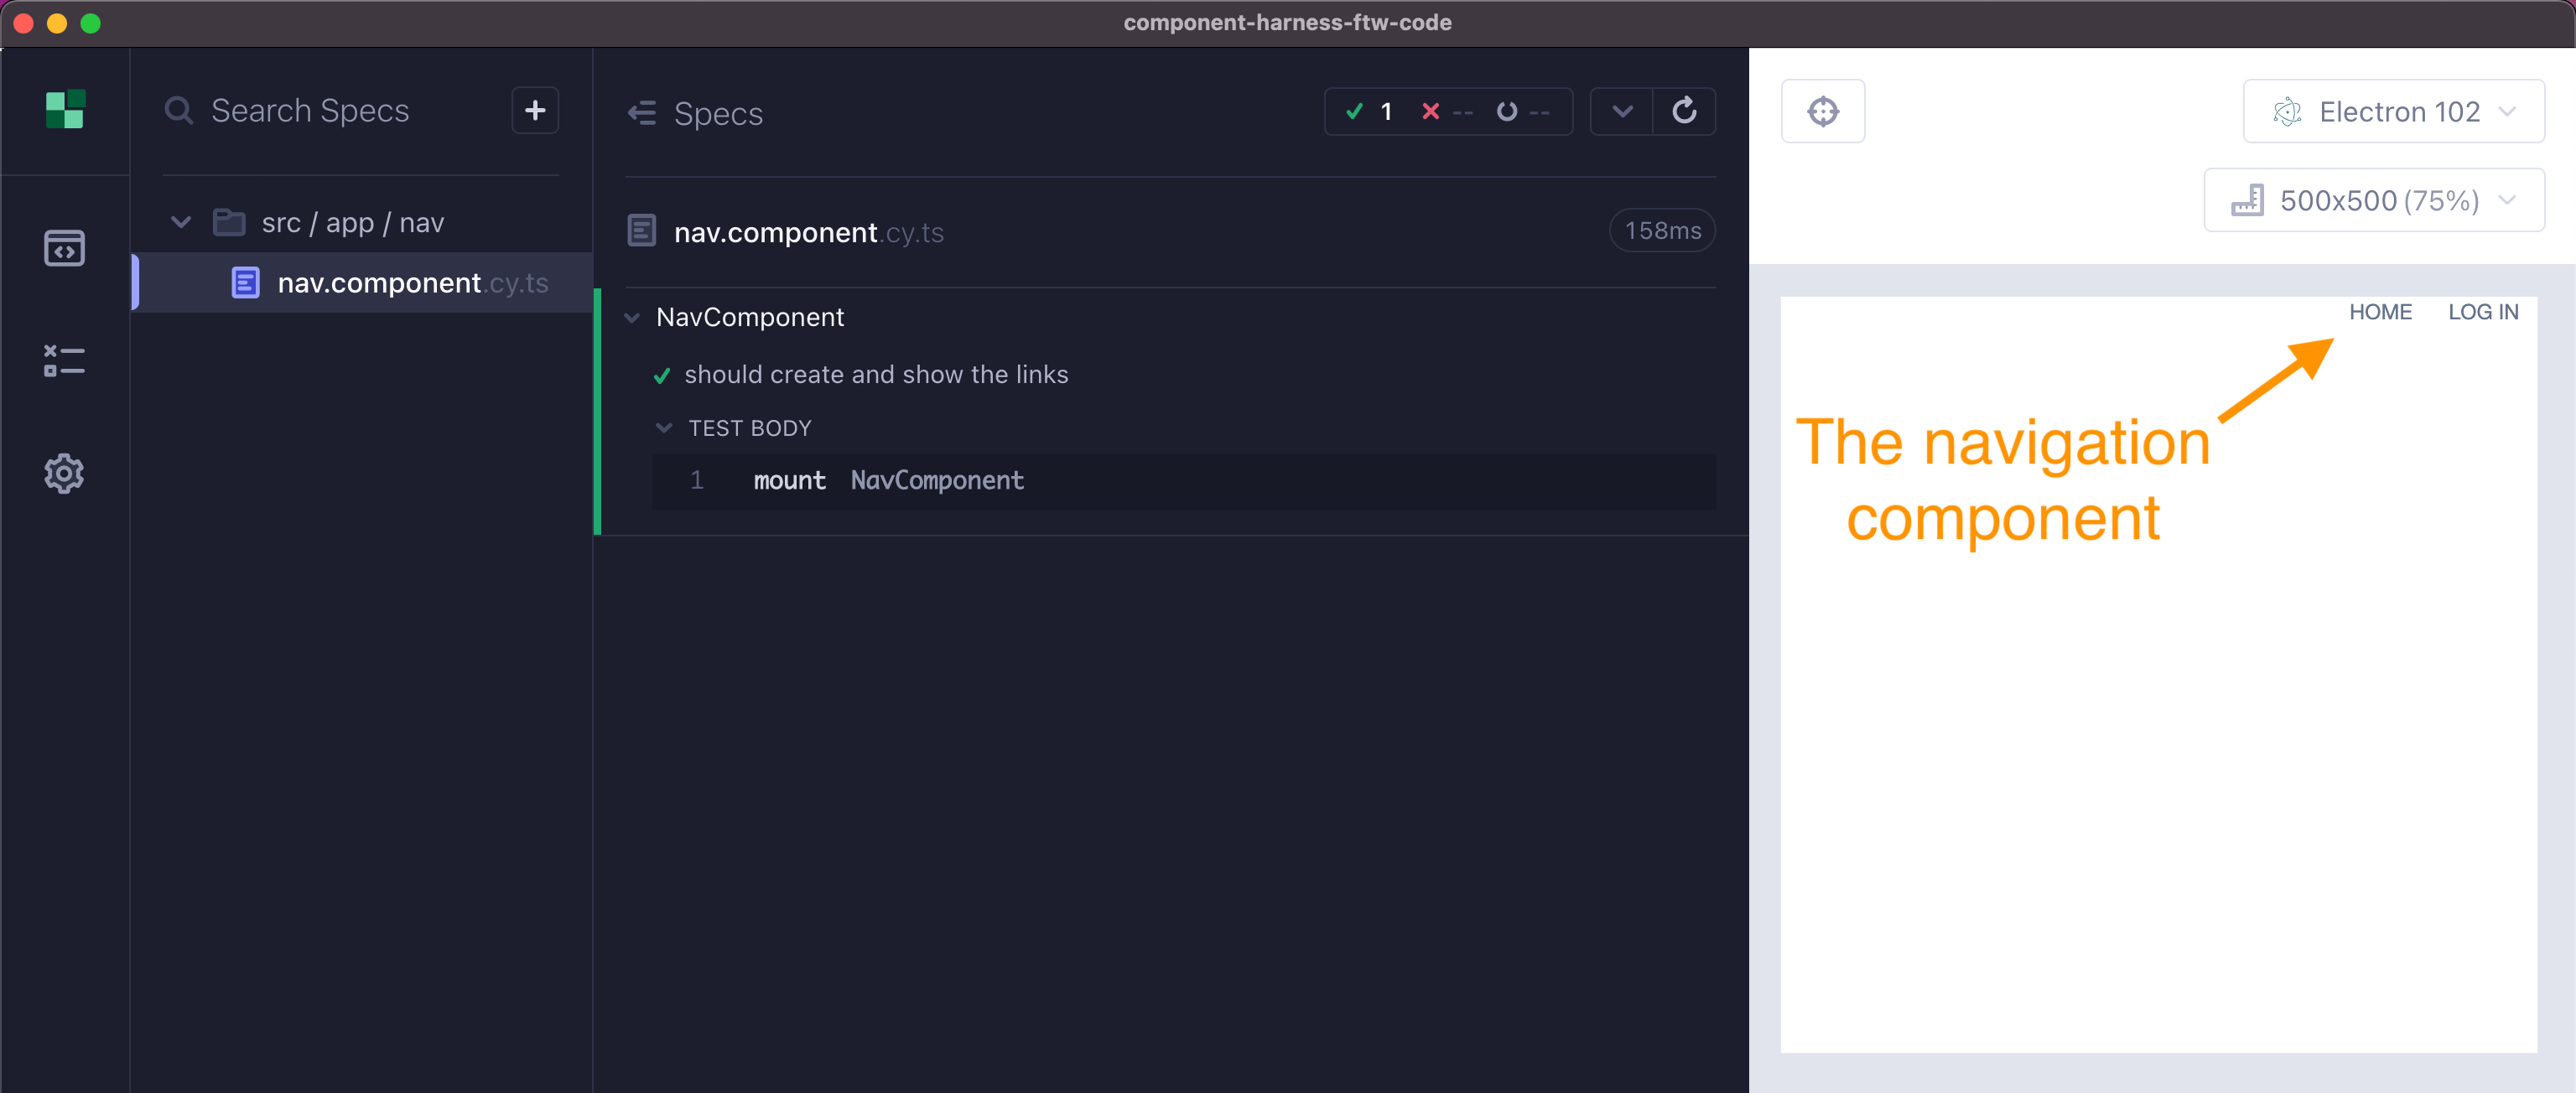 component-harness-ftw-code
Search Specs
+
src / app / nav
nav.component.cy.ts
Specs
1 -- --
nav.component.cy.ts
158ms
NavComponent
should create and show the links
TEST BODY
1 mount NavComponent
Electron 102
500x500 (75%)
HOME LOG IN
The navigation
component